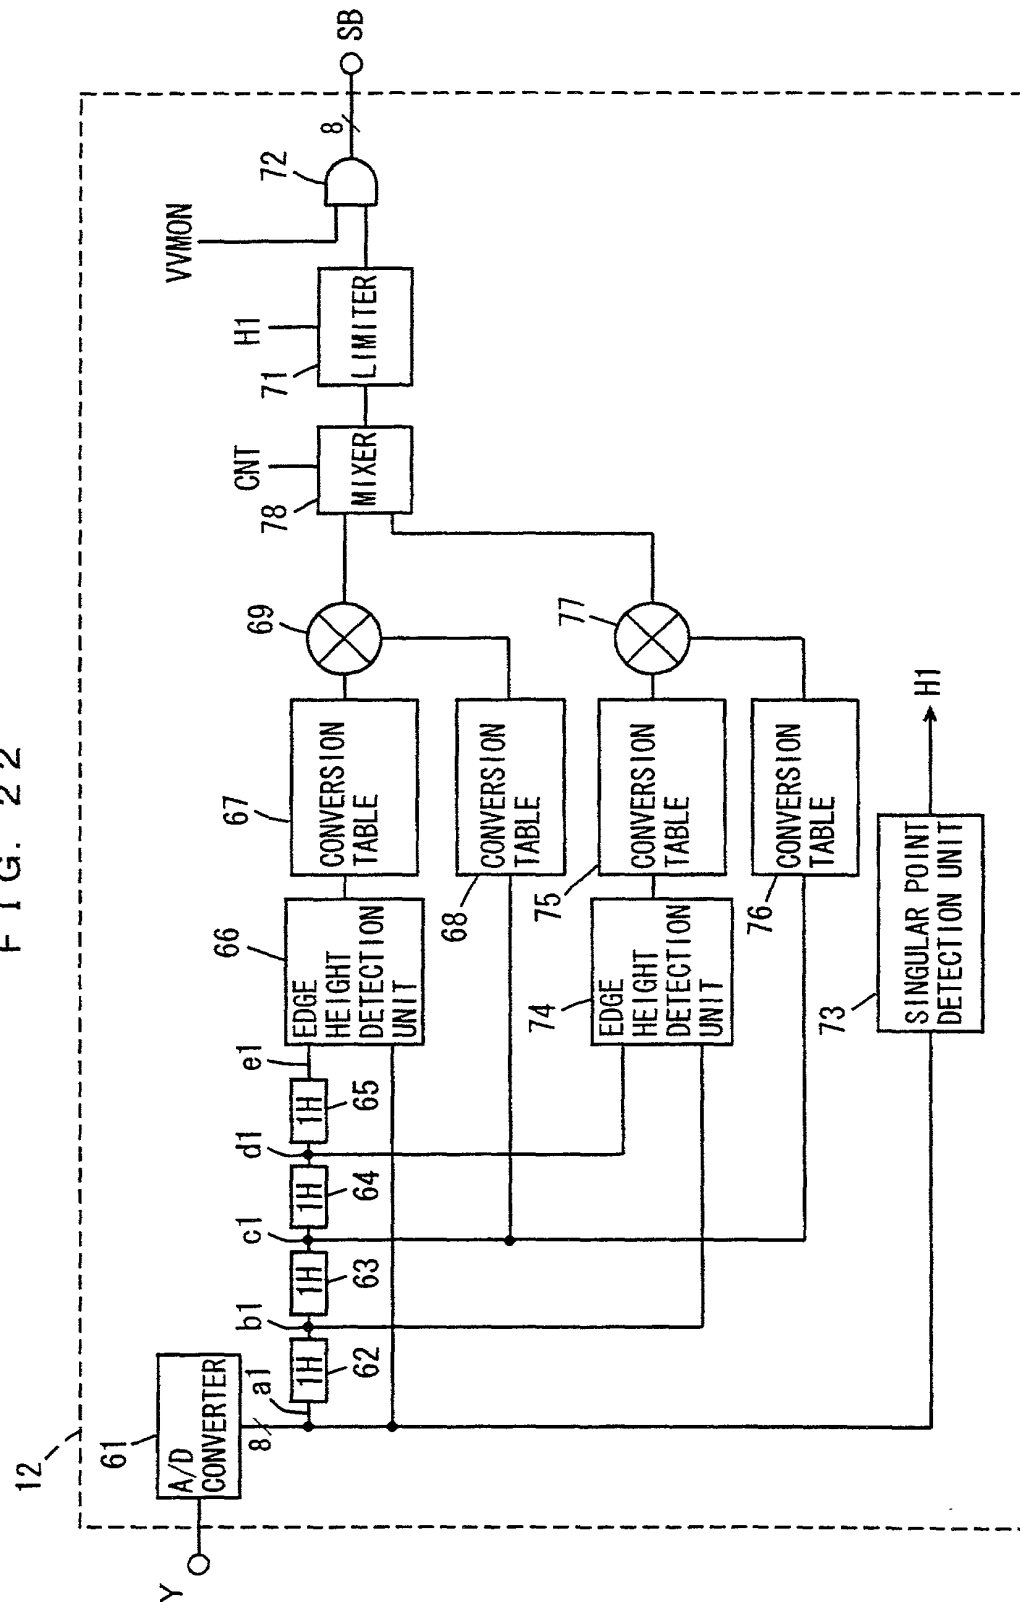 FIG. 22
12
Y
61
A/D
CONVERTER
8
a1
1H
62
b1
1H
63
c1
1H
64
d1
1H
65
e1
66
EDGE
HEIGHT
DETECTION
UNIT
67
CONVERSION
TABLE
68
CONVERSION
TABLE
69
74
EDGE
HEIGHT
DETECTION
UNIT
75
CONVERSION
TABLE
76
CONVERSION
TABLE
77
73
SINGULAR POINT
DETECTION UNIT
H1
CNT
78
MIXER
H1
71
LIMITER
VVMON
72
8
SB